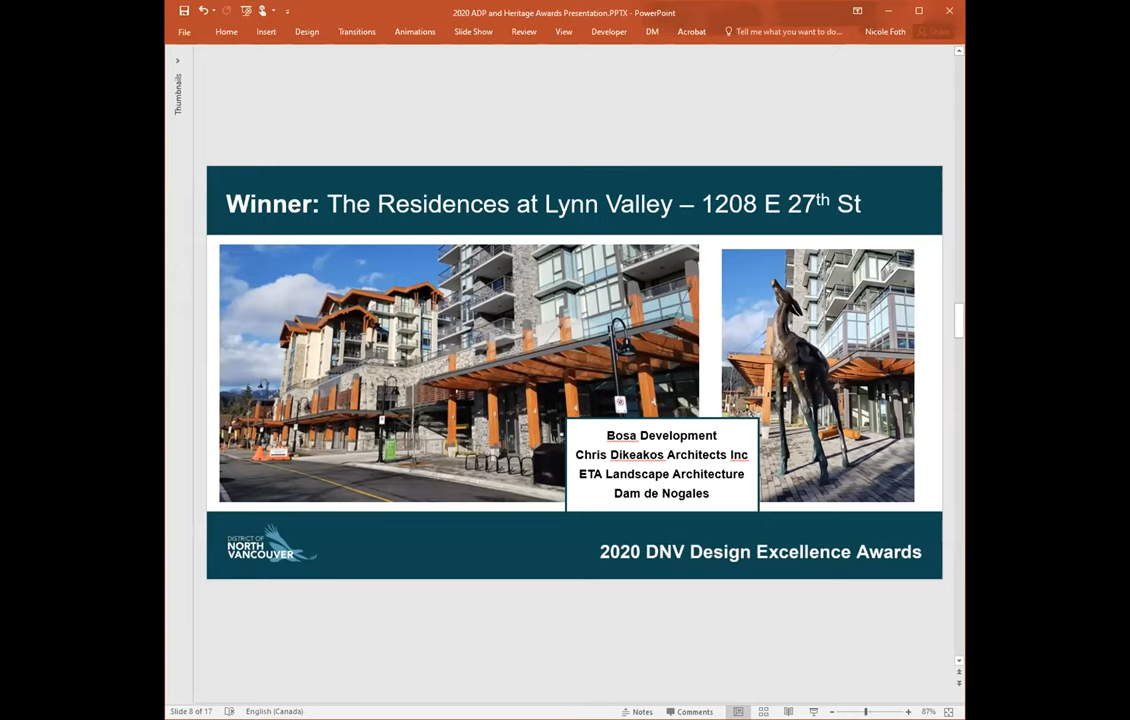 2020 ADP and Heritage Awards Presentation.PPTX - PowerPoint
File Home Insert Design Transitions Animations Slide Show Review View Developer DM Acrobat Tell me what you want to do... Nicole Foth Share
Thumbnails
Winner: The Residences at Lynn Valley – 1208 E 27th St
Bosa Development
Chris Dikeakos Architects Inc
ETA Landscape Architecture
Dam de Nogales
DISTRICT OF
NORTH
VANCOUVER
2020 DNV Design Excellence Awards
Slide 8 of 17 English (Canada) Notes Comments 87%